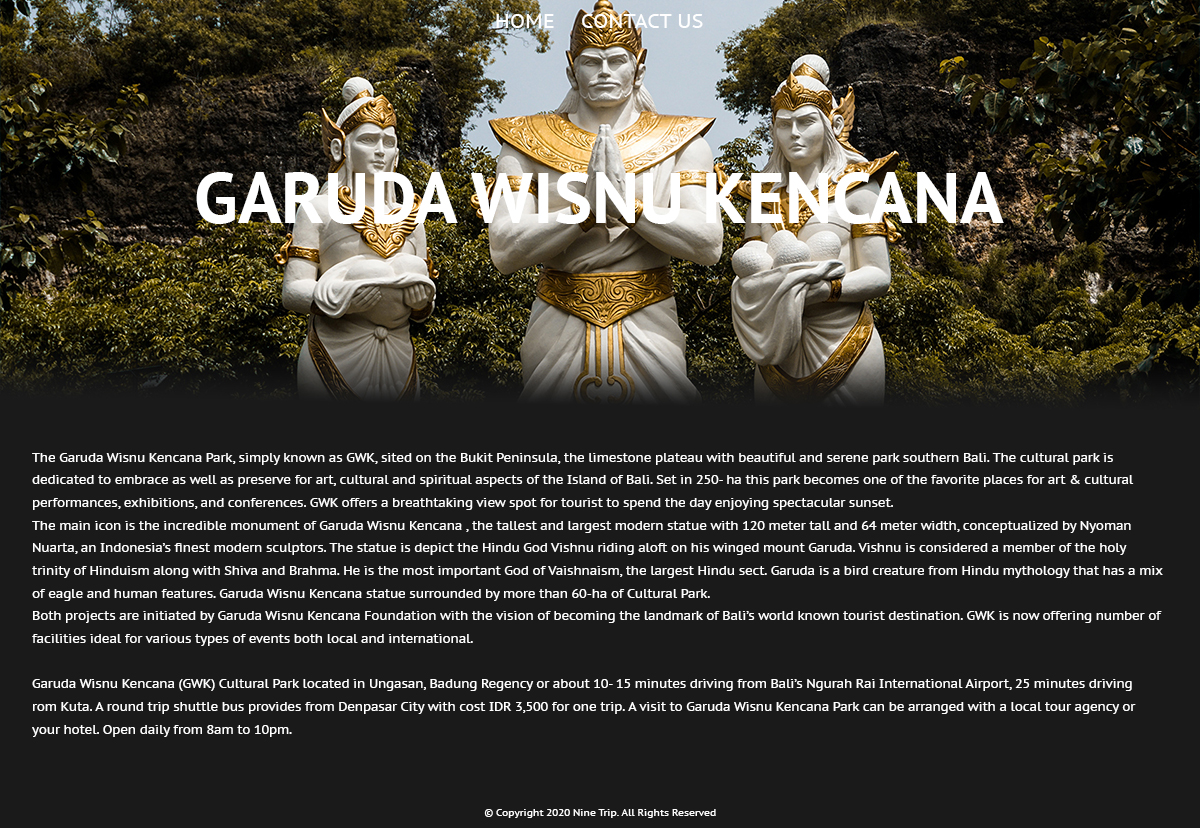 HOME CONTACT US
GARUDA WISNU KENCANA
The Garuda Wisnu Kencana Park, simply known as GWK, sited on the Bukit Peninsula, the limestone plateau with beautiful and serene park southern Bali. The cultural park is
dedicated to embrace as well as preserve for art, cultural and spiritual aspects of the Island of Bali. Set in 250- ha this park becomes one of the favorite places for art & cultural
performances, exhibitions, and conferences. GWK offers a breathtaking view spot for tourist to spend the day enjoying spectacular sunset.
The main icon is the incredible monument of Garuda Wisnu Kencana , the tallest and largest modern statue with 120 meter tall and 64 meter width, conceptualized by Nyoman
Nuarta, an Indonesia’s finest modern sculptors. The statue is depict the Hindu God Vishnu riding aloft on his winged mount Garuda. Vishnu is considered a member of the holy
trinity of Hinduism along with Shiva and Brahma. He is the most important God of Vaishnaism, the largest Hindu sect. Garuda is a bird creature from Hindu mythology that has a mix
of eagle and human features. Garuda Wisnu Kencana statue surrounded by more than 60-ha of Cultural Park.
Both projects are initiated by Garuda Wisnu Kencana Foundation with the vision of becoming the landmark of Bali’s world known tourist destination. GWK is now offering number of
facilities ideal for various types of events both local and international.
Garuda Wisnu Kencana (GWK) Cultural Park located in Ungasan, Badung Regency or about 10- 15 minutes driving from Bali’s Ngurah Rai International Airport, 25 minutes driving
rom Kuta. A round trip shuttle bus provides from Denpasar City with cost IDR 3,500 for one trip. A visit to Garuda Wisnu Kencana Park can be arranged with a local tour agency or
your hotel. Open daily from 8am to 10pm.
© Copyright 2020 Nine Trip. All Rights Reserved